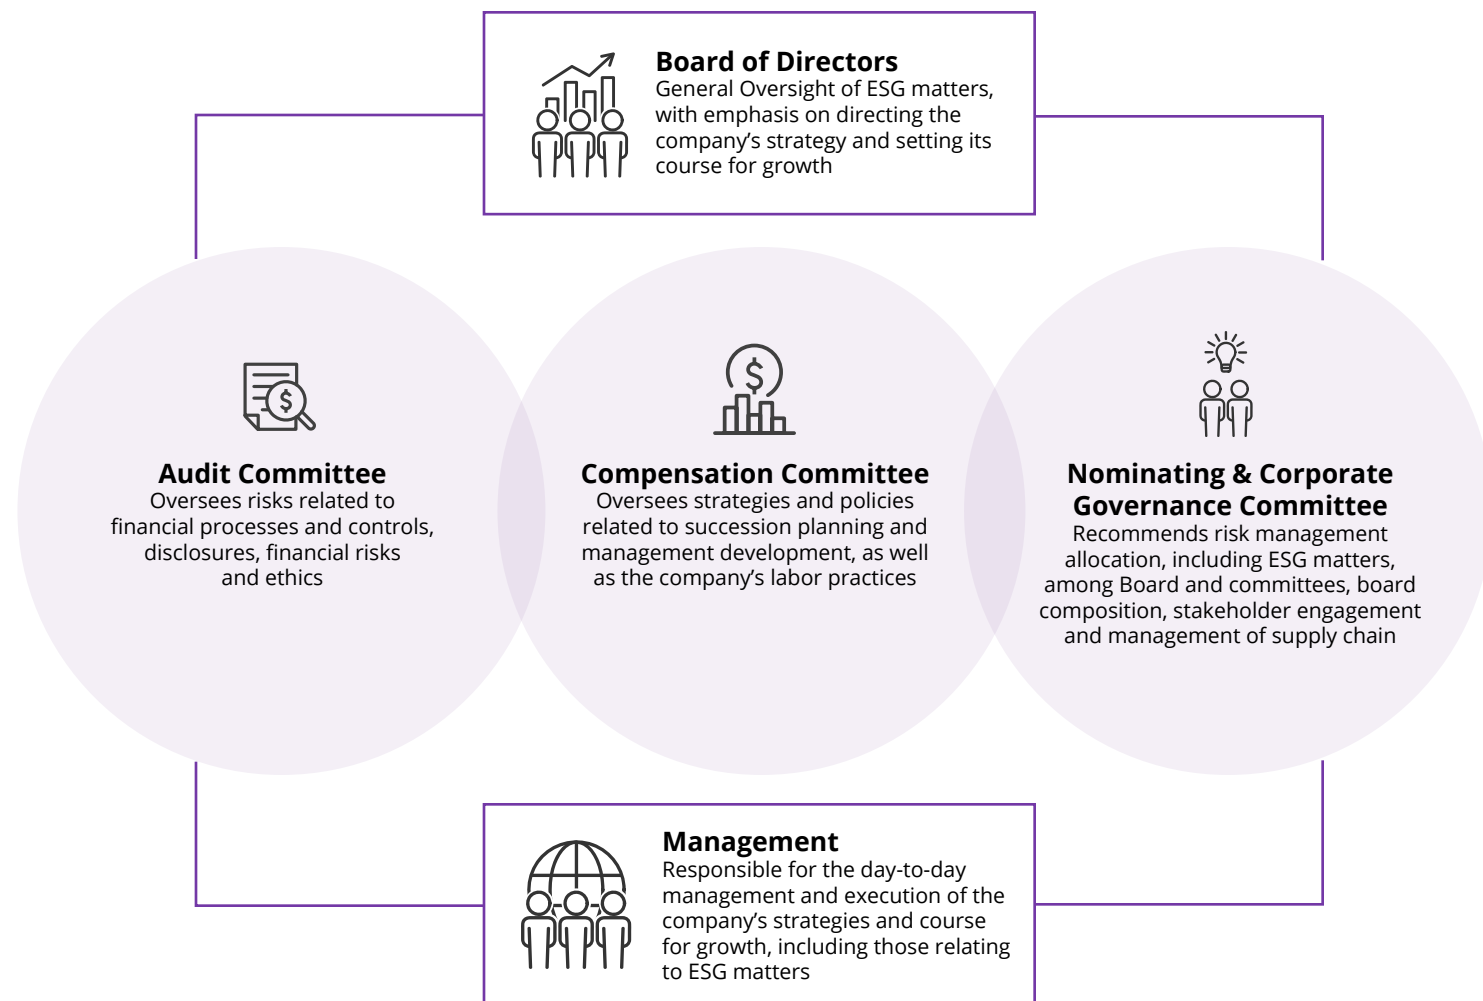 Board of Directors
General Oversight of ESG matters,
with emphasis on directing the
company’s strategy and setting its
course for growth
$
Audit Committee
Oversees risks related to
financial processes and controls,
disclosures, financial risks
and ethics
$
Compensation Committee
Oversees strategies and policies
related to succession planning and
management development, as well
as the company’s labor practices
Nominating & Corporate
Governance Committee
Recommends risk management
allocation, including ESG matters,
among Board and committees, board
composition, stakeholder engagement
and management of supply chain
Management
Responsible for the day-to-day
management and execution of the
company’s strategies and course
for growth, including those relating
to ESG matters